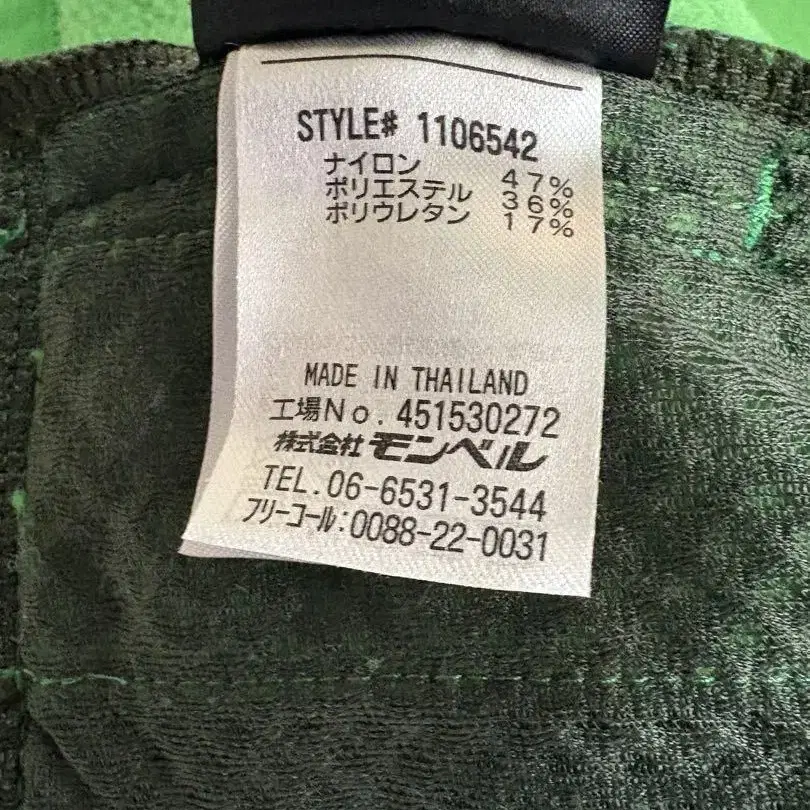 STYLE# 1106542
ナイロン 47%
ポリエステル 36%
ポリウレタン 17%
MADE IN THAILAND
工場No. 451530272
株式会社 モンベル
TEL.06-6531-3544
フリーコール:0088-22-0031